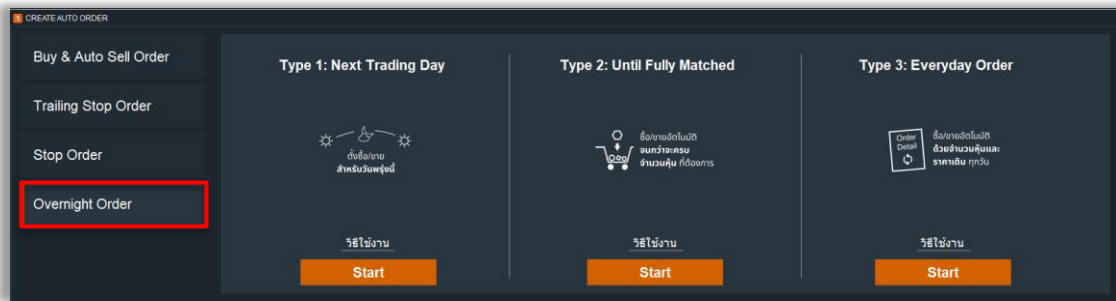 1 CREATE AUTO ORDER
Buy & Auto Sell Order
Trailing Stop Order
Stop Order
Overnight Order
Type 1: Next Trading Day
ตั้งซื้อ/ขาย
สำหรับวันพรุ่งนี้
วิธีใช้งาน
Start
Type 2: Until Fully Matched
ซื้อ/ขายอัตโนมัติ
จนกว่าจะครบ
จำนวนหุ้น ที่ต้องการ
วิธีใช้งาน
Start
Type 3: Everyday Order
Order
Detail
ซื้อ/ขายอัตโนมัติ
ด้วยจำนวนหุ้นและ
ราคาเดิม ทุกวัน
วิธีใช้งาน
Start